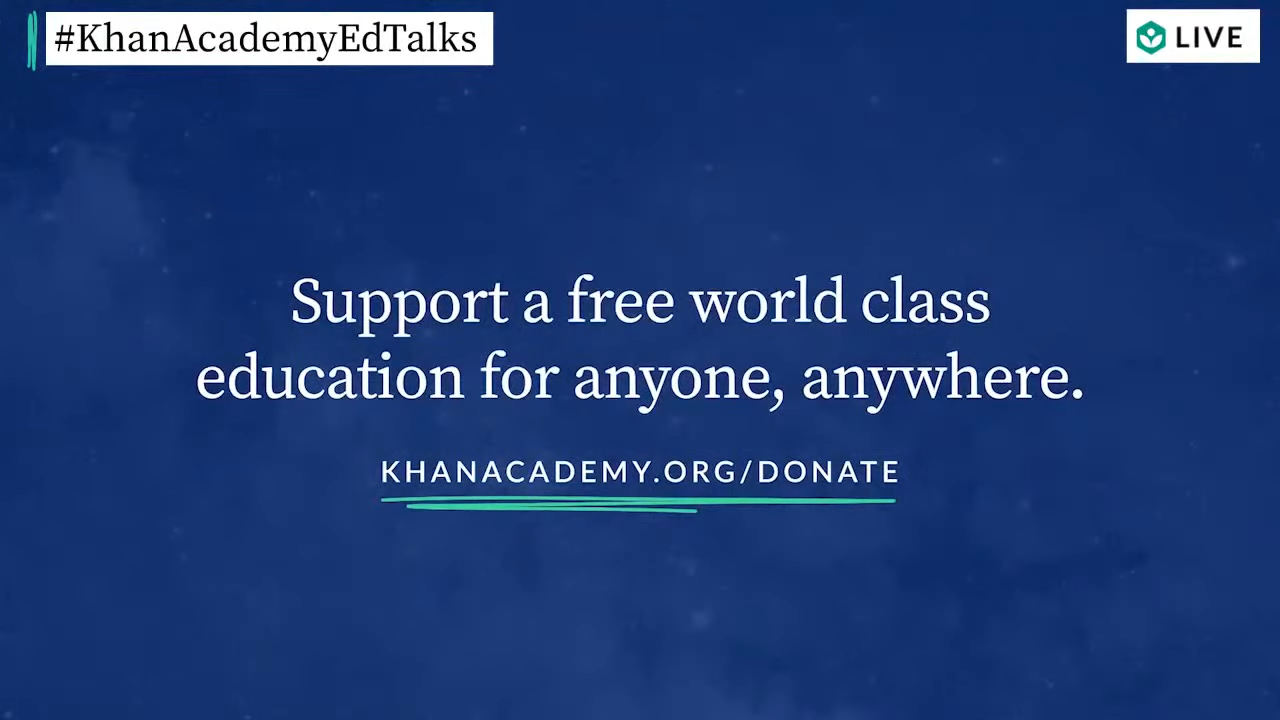 #KhanAcademyEdTalks
LIVE
Support a free world class
education for anyone, anywhere.
KHANACADEMY.ORG/DONATE